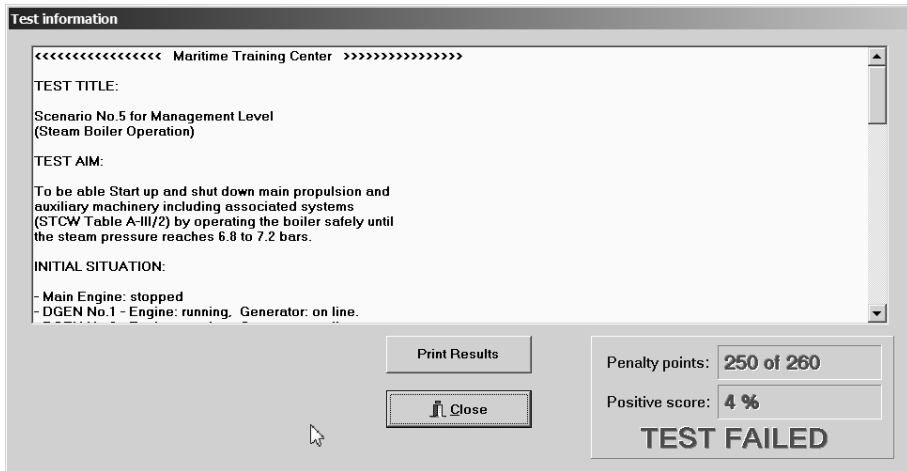 Test information
<<<<<<<<<<<<<<<<< Maritime Training Center >>>>>>>>>>>>>>>>
TEST TITLE:
Scenario No.5 for Management Level
(Steam Boiler Operation)
TEST AIM:
To be able Start up and shut down main propulsion and
auxiliary machinery including associated systems
(STCW Table A-III/2) by operating the boiler safely until
the steam pressure reaches 6.8 to 7.2 bars.
INITIAL SITUATION:
- Main Engine: stopped
- DGEN No.1 - Engine: running, Generator: on line.
Print Results
Close
Penalty points: 250 of 260
Positive score: 4 %
TEST FAILED